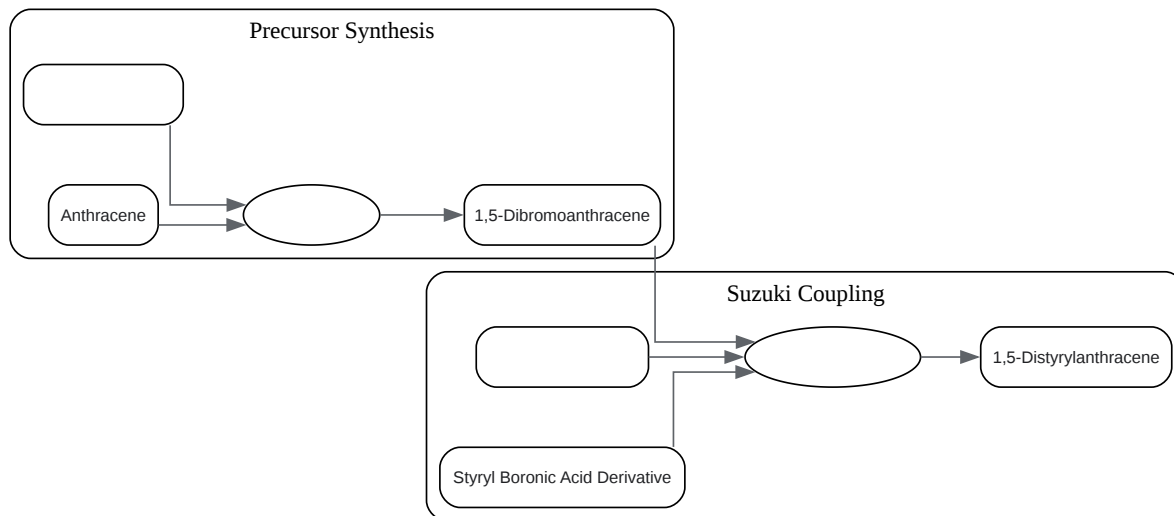 Precursor Synthesis
Anthracene
1,5-Dibromoanthracene
Suzuki Coupling
1,5-Distyrylanthracene
Styryl Boronic Acid Derivative